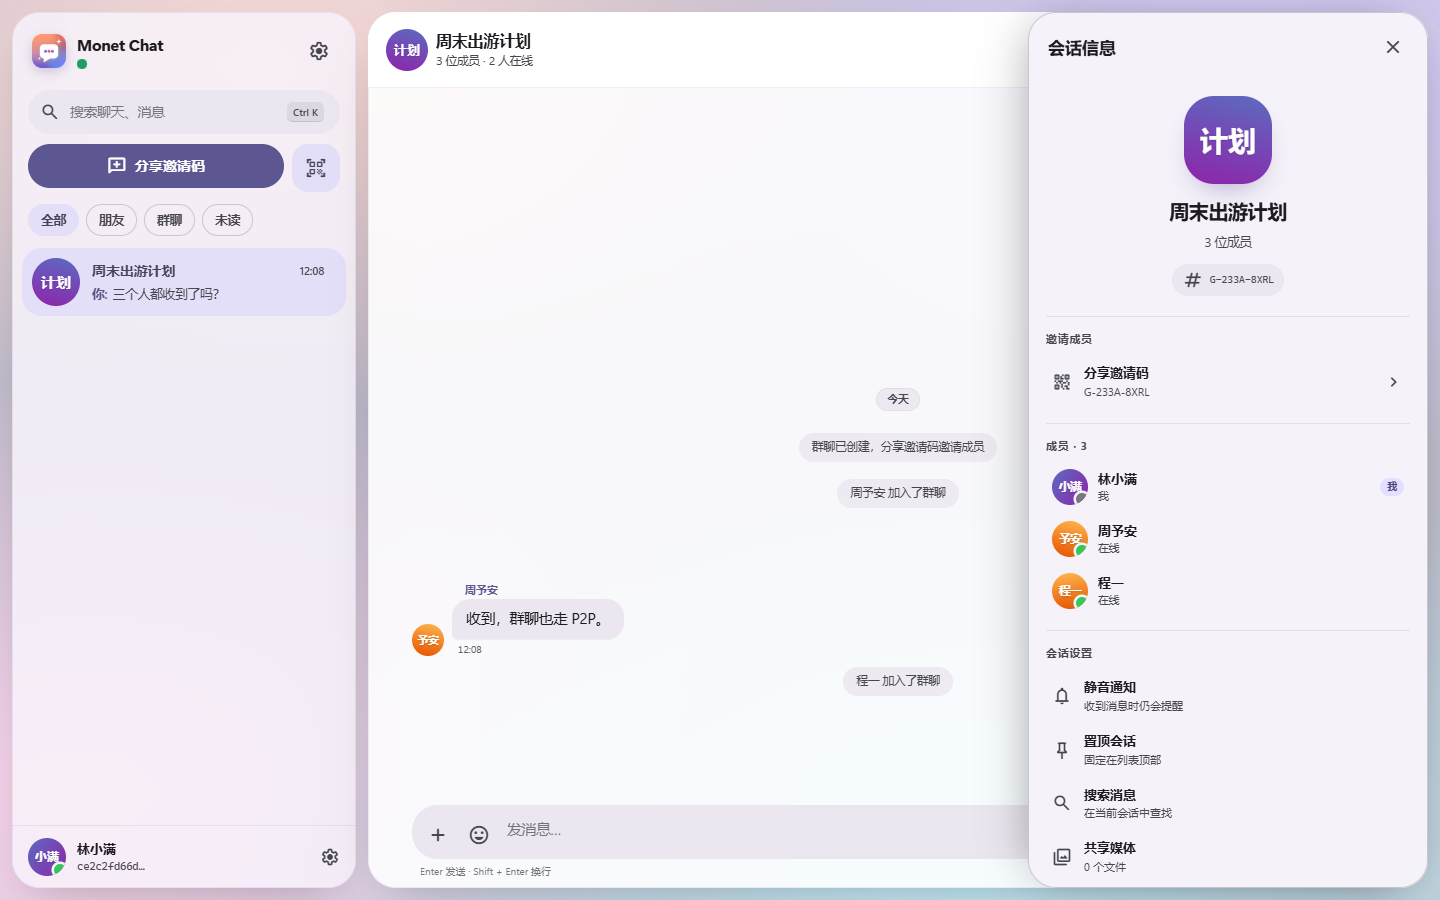 Monet Chat
搜索聊天、消息
Ctrl K
分享邀请码
全部
朋友
群聊
未读
计划
周末出游计划
12:08
你: 三个人都收到了吗?
小满
林小满
ce2c2fd66d…
计划
周末出游计划
3 位成员 · 2 人在线
今天
群聊已创建，分享邀请码邀请成员
周予安 加入了群聊
周予安
予安
收到，群聊也走 P2P。
12:08
程一 加入了群聊
发消息…
Enter 发送 · Shift + Enter 换行
会话信息
计划
周末出游计划
3 位成员
G-233A-8XRL
邀请成员
分享邀请码
G-233A-8XRL
成员 · 3
小满
林小满
我
我
予安
周予安
在线
程一
程一
在线
会话设置
静音通知
收到消息时仍会提醒
置顶会话
固定在列表顶部
搜索消息
在当前会话中查找
共享媒体
0 个文件